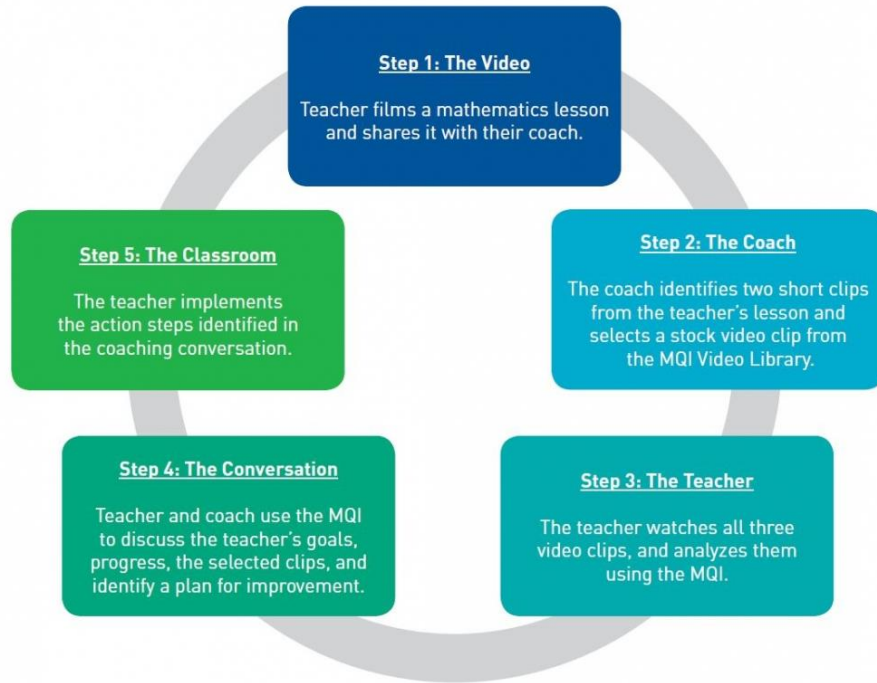 Step 1: The Video
Teacher films a mathematics lesson
and shares it with their coach.
Step 2: The Coach
The coach identifies two short clips
from the teacher's lesson and
selects a stock video clip from
the MQI Video Library.
Step 3: The Teacher
The teacher watches all three
video clips, and analyzes them
using the MQI.
Step 4: The Conversation
Teacher and coach use the MQI
to discuss the teacher's goals,
progress, the selected clips, and
identify a plan for improvement.
Step 5: The Classroom
The teacher implements
the action steps identified in
the coaching conversation.